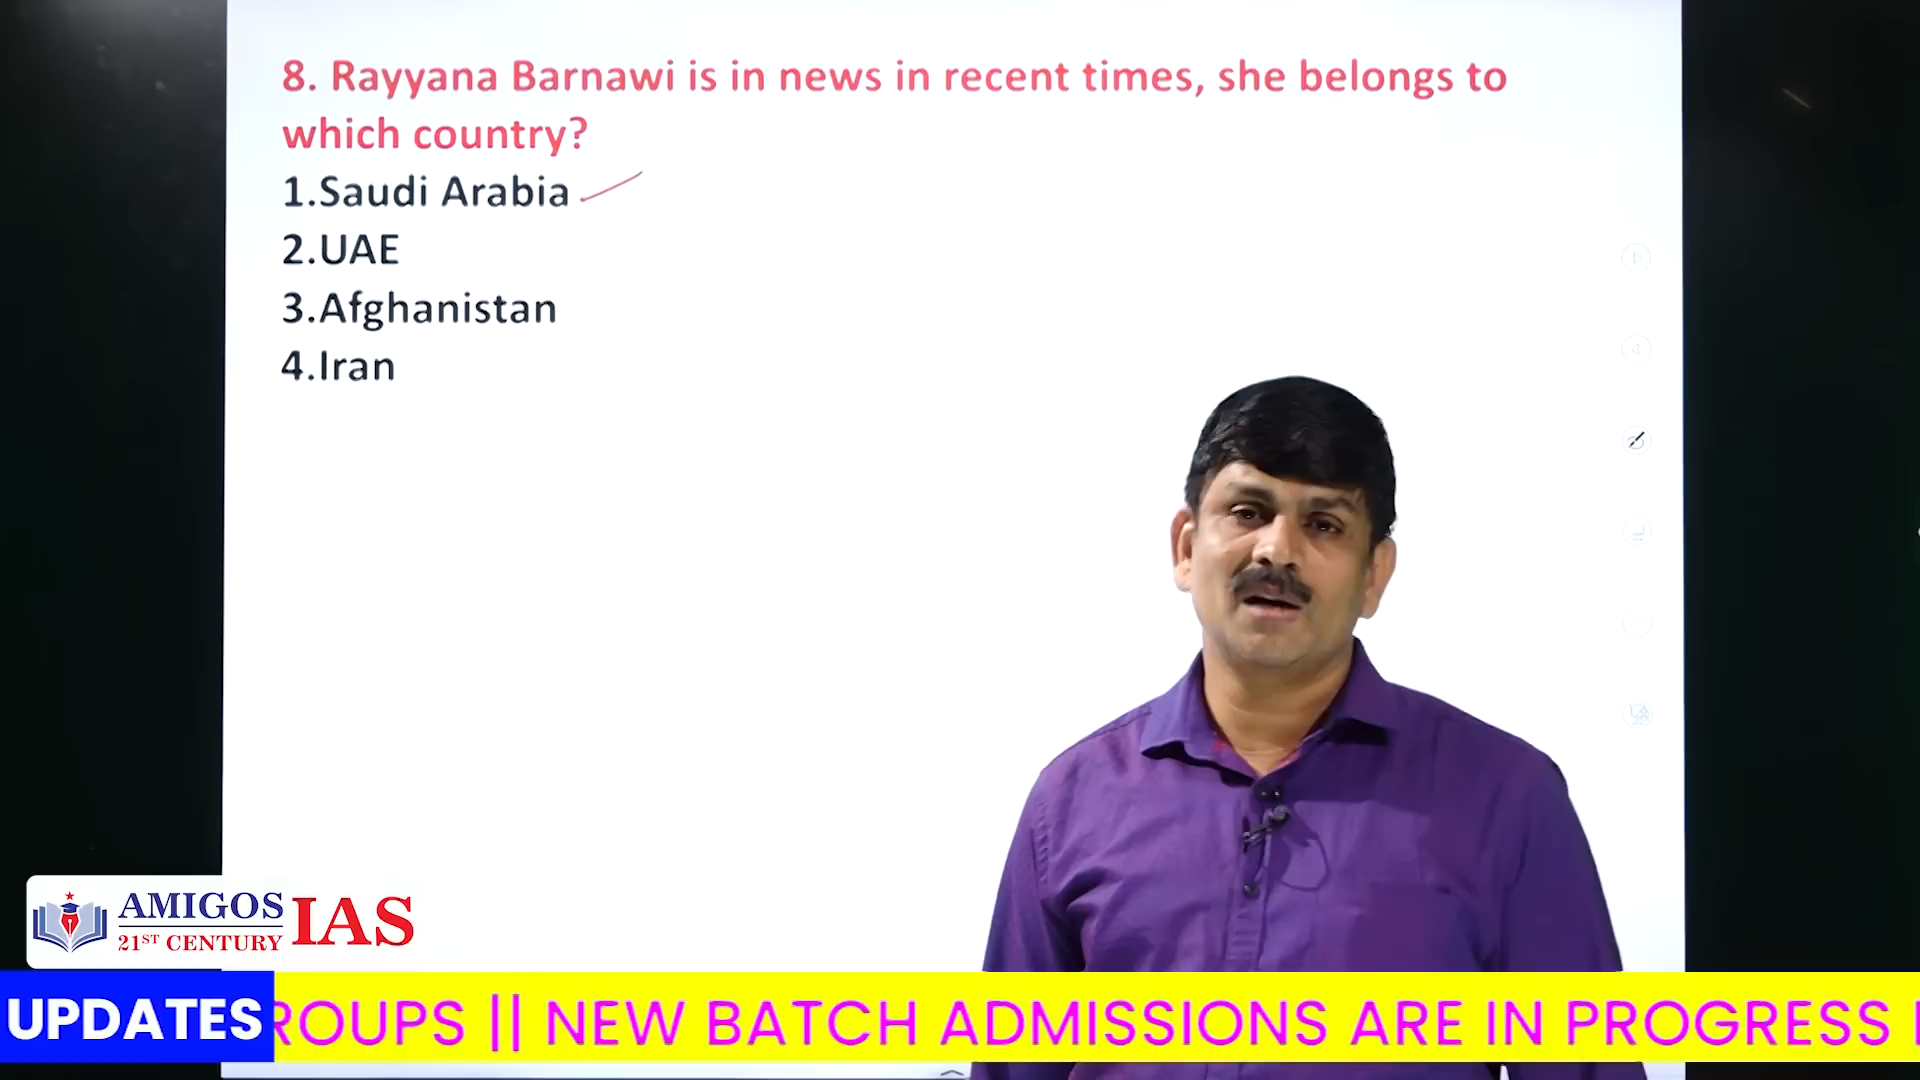 8. Rayyana Barnawi is in news in recent times, she belongs to
which country?
1.Saudi Arabia
2.UAE
3.Afghanistan
4.Iran
AMIGOS
21ST CENTURY
IAS
UPDATES
ROUPS || NEW BATCH ADMISSIONS ARE IN PROGRESS